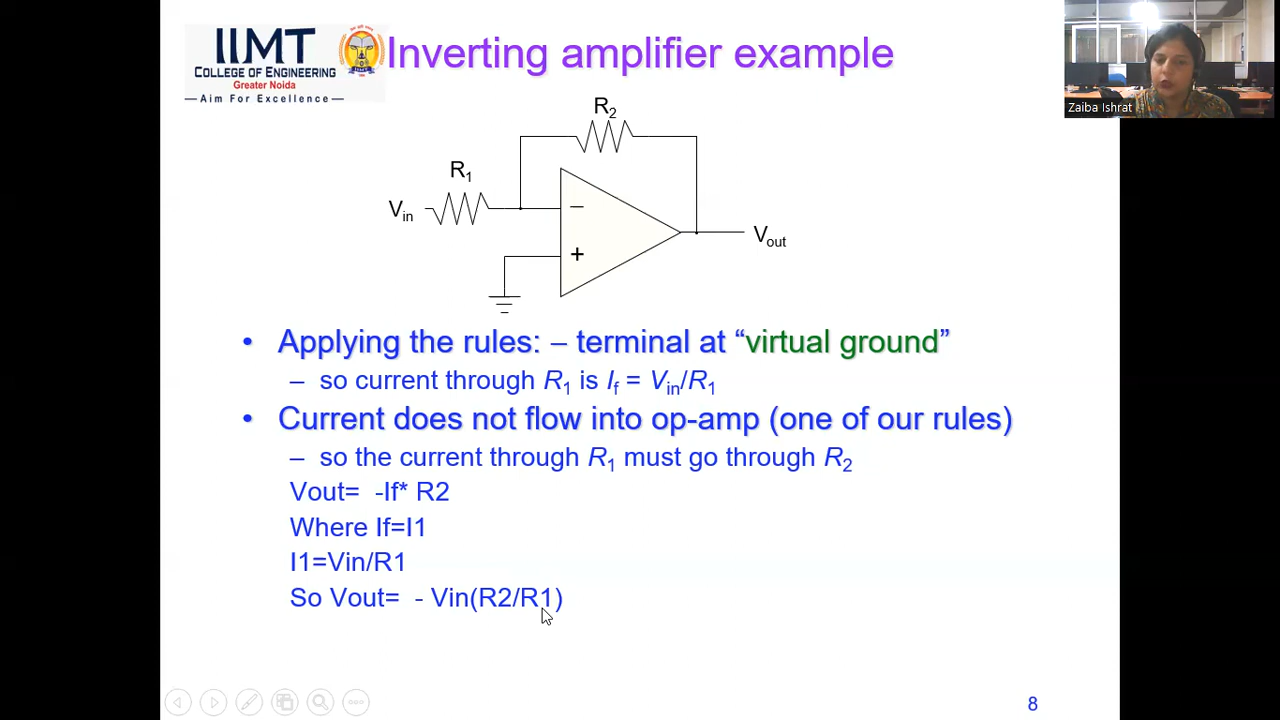 IIMT
COLLEGE OF ENGINEERING
Greater Noida
Aim For Excellence
Inverting amplifier example
Zaiba Ishrat
R2
R1
Vin
−
+
Vout
• Applying the rules: – terminal at “virtual ground”
– so current through R1 is If = Vin/R1
• Current does not flow into op-amp (one of our rules)
– so the current through R1 must go through R2
Vout= -If* R2
Where If=I1
I1=Vin/R1
So Vout= - Vin(R2/R1)
8